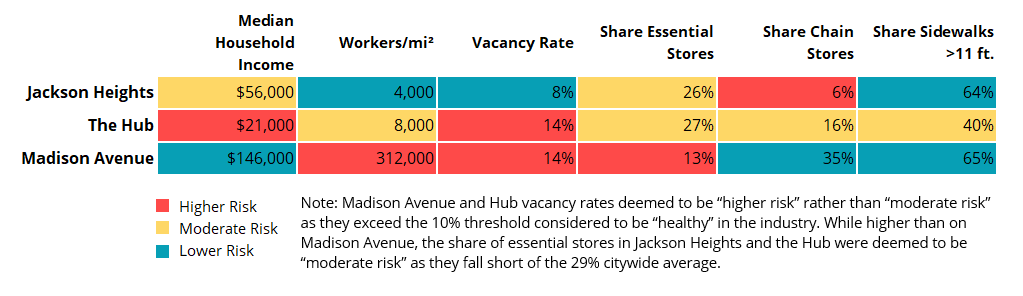 Median Household Income Workers/mi² Vacancy Rate Share Essential Stores Share Chain Stores Share Sidewalks >11 ft.
Jackson Heights $56,000 4,000 8% 26% 6% 64%
The Hub $21,000 8,000 14% 27% 16% 40%
Madison Avenue $146,000 312,000 14% 13% 35% 65%
Higher Risk
Moderate Risk
Lower Risk
Note: Madison Avenue and Hub vacancy rates deemed to be “higher risk” rather than “moderate risk”
as they exceed the 10% threshold considered to be “healthy” in the industry. While higher than on
Madison Avenue, the share of essential stores in Jackson Heights and the Hub were deemed to be
“moderate risk” as they fall short of the 29% citywide average.